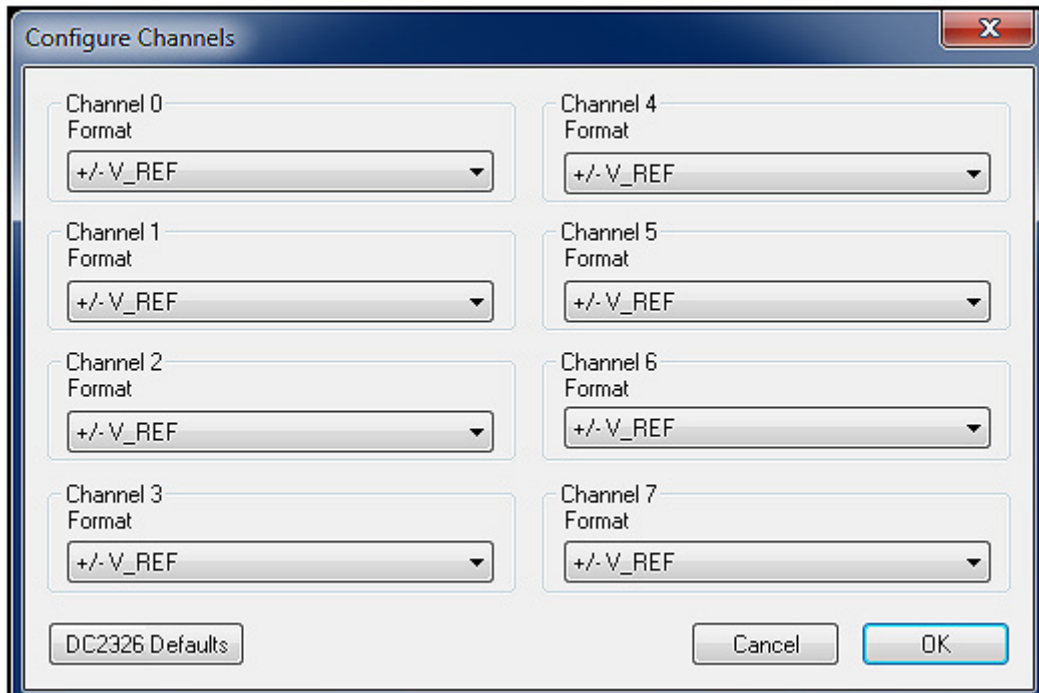 Configure Channels
Channel 0
Format
+/- V_REF
Channel 1
Format
+/- V_REF
Channel 2
Format
+/- V_REF
Channel 3
Format
+/- V_REF
Channel 4
Format
+/- V_REF
Channel 5
Format
+/- V_REF
Channel 6
Format
+/- V_REF
Channel 7
Format
+/- V_REF
DC2326 Defaults
Cancel
OK